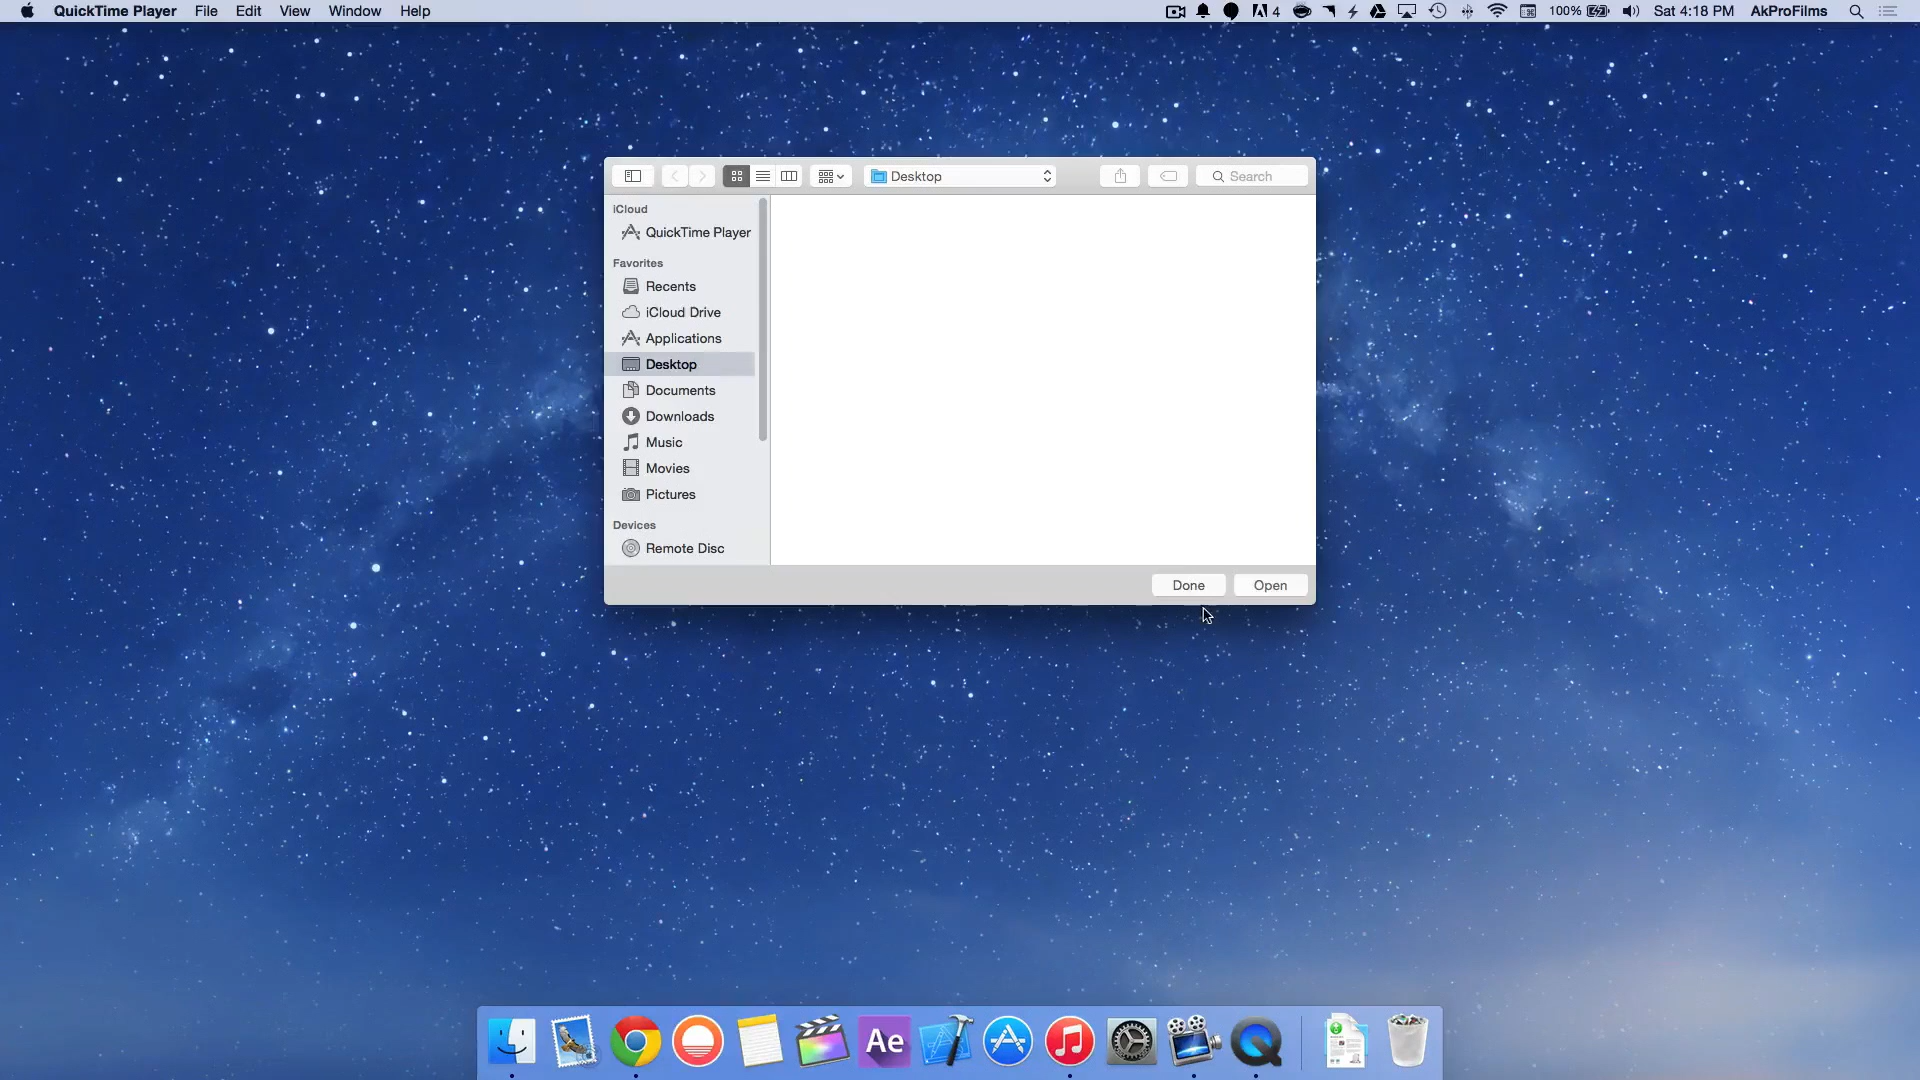 QuickTime Player File Edit View Window Help 4 100% Sat 4:18 PM AkProFilms
Desktop Search
iCloud
QuickTime Player
Favorites
Recents
iCloud Drive
Applications
Desktop
Documents
Downloads
Music
Movies
Pictures
Devices
Remote Disc
Done Open
Ae